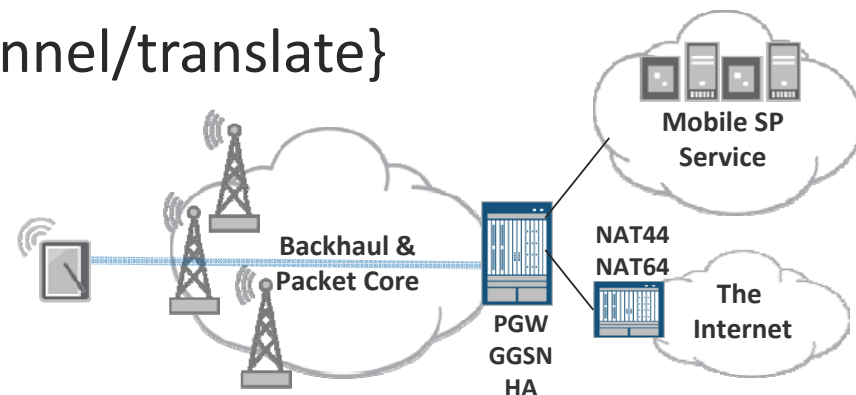 nnel/translate}
Mobile SP
Service
Backhaul &
Packet Core
NAT44
NAT64
The
Internet
PGW
GGSN
HA